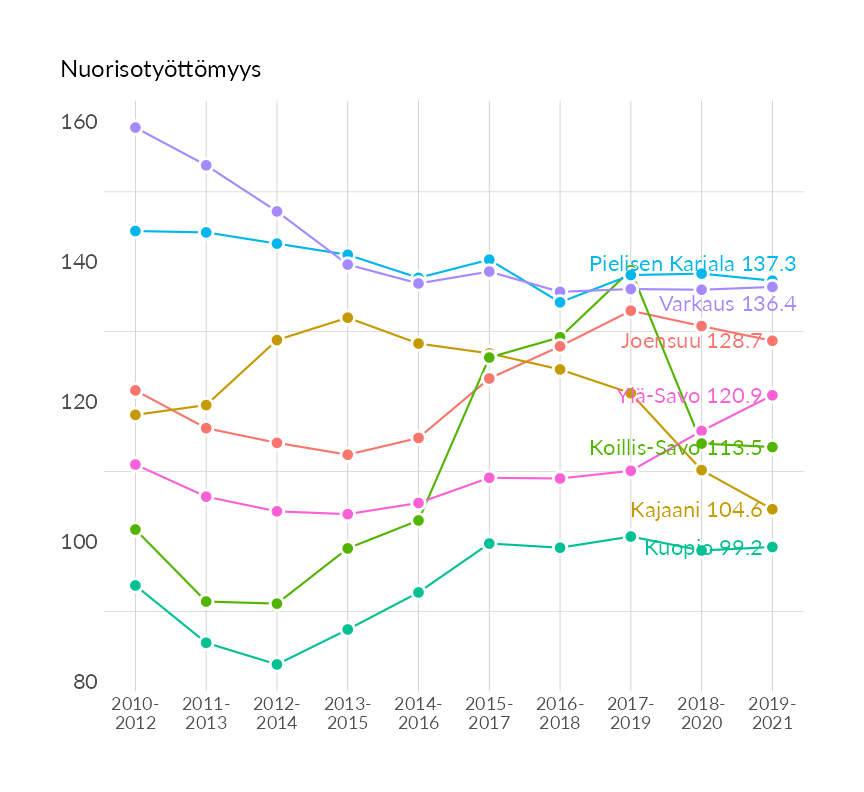 Nuorisotyöttömyys
160
140
120
100
80
Pielisen Karjala 137.3
Varkaus 136.4
Joensuu 128.7
Ylä-Savo 120.9
Koillis-Savo 113.5
Kajaani 104.6
Kuopio 99.2
2010- 2011- 2012- 2013- 2014- 2015- 2016- 2017- 2018- 2019-
2012 2013 2014 2015 2016 2017 2018 2019 2020 2021